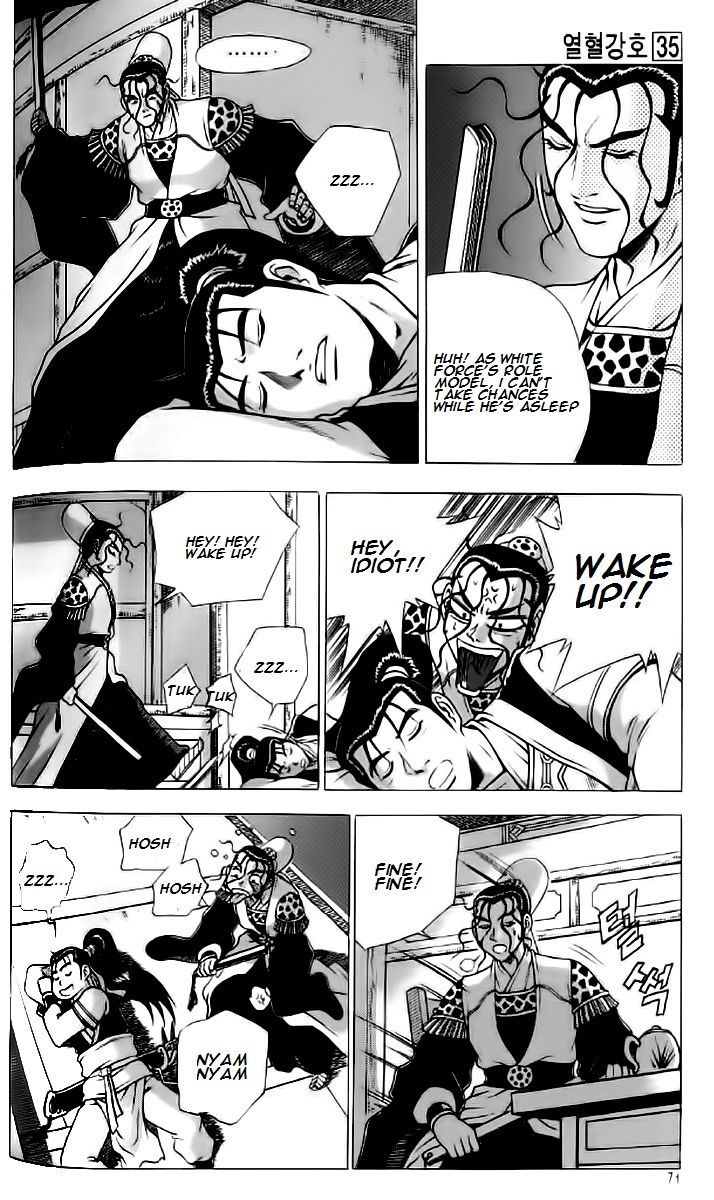 열혈강호 35
......
ZZZ...
HUH! AS WHITE
FORCE'S ROLE
MODEL, I CAN'T
TAKE CHANCES
WHILE HE'S ASLEEP
HEY! HEY!
WAKE UP!
ZZZ...
TUK
TUK
HEY,
IDIOT!!
WAKE
UP!!
ZZZ...
HOSH
HOSH
NYAM
NYAM
FINE!
FINE!
털
썩
71